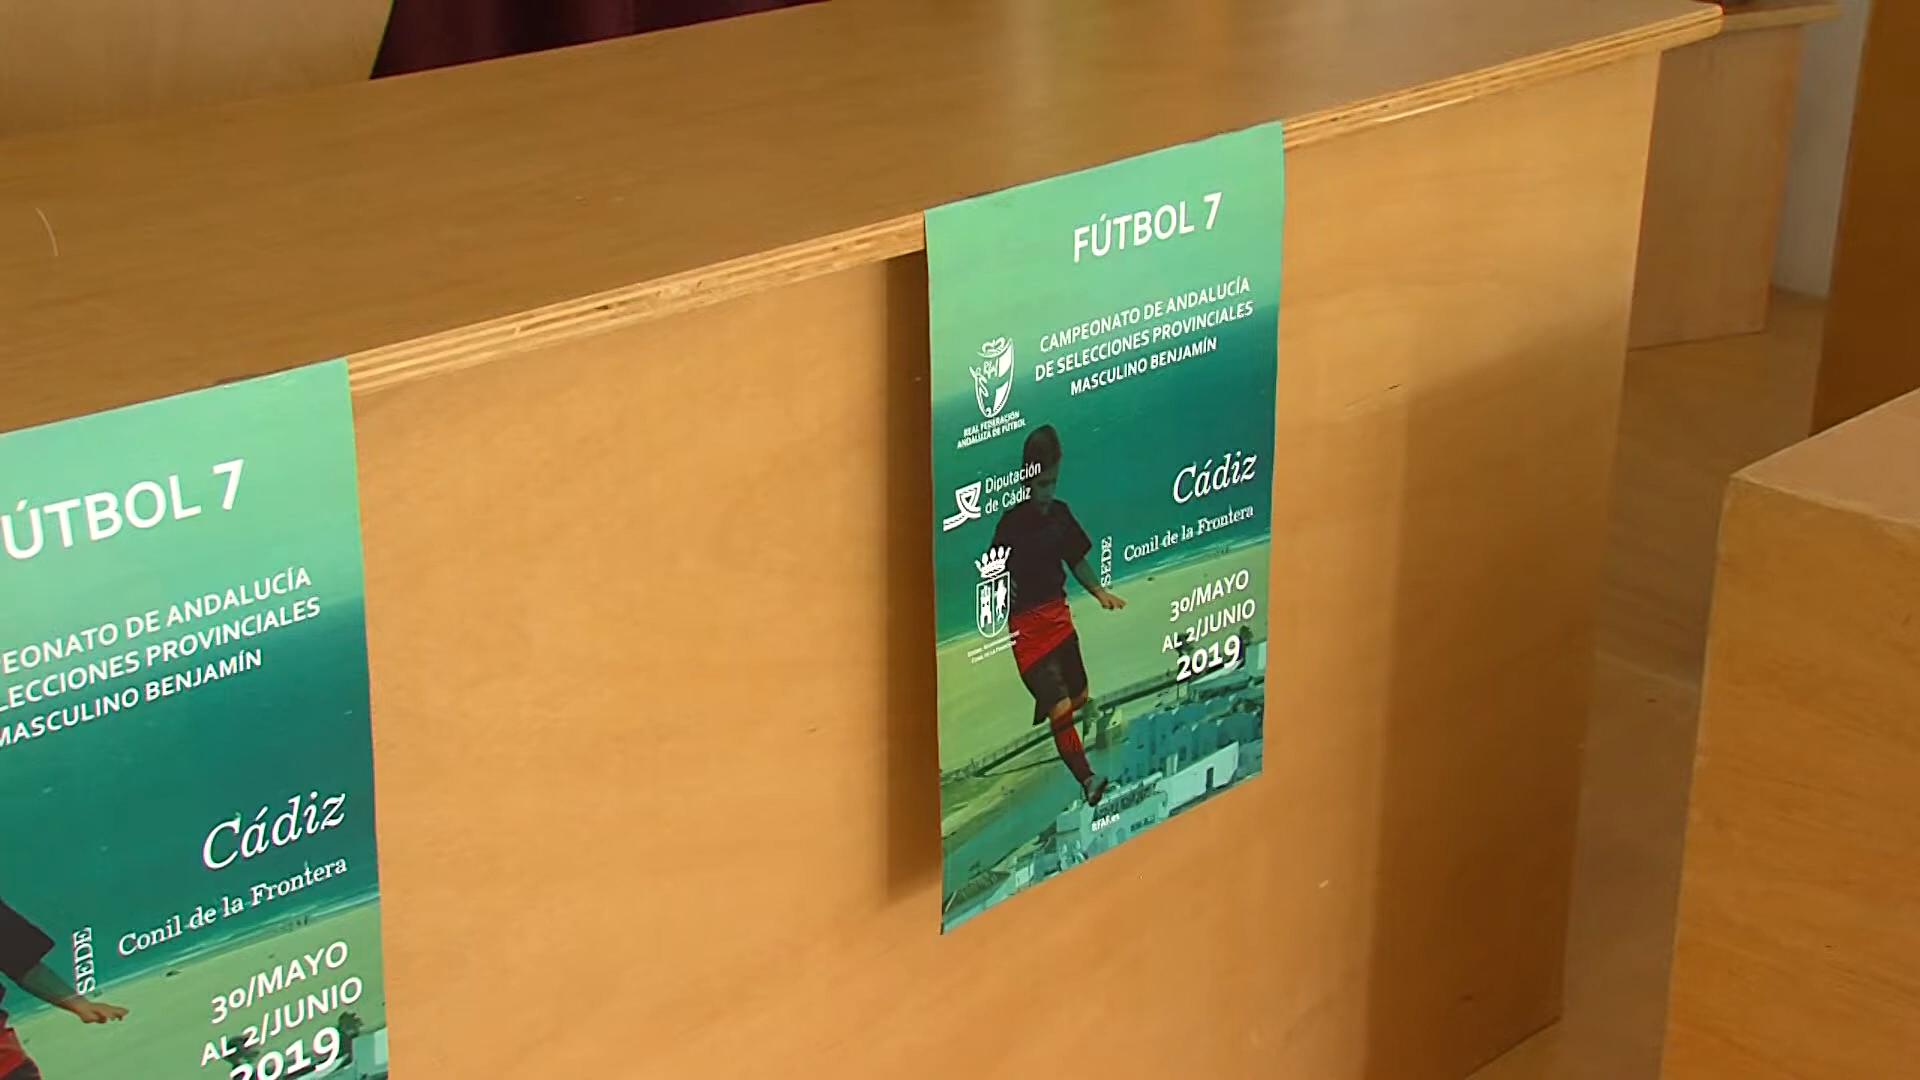 FÚTBOL 7
CAMPEONATO DE ANDALUCÍA
DE SELECCIONES PROVINCIALES
MASCULINO BENJAMÍN
REAL FEDERACIÓN
ANDALUZA DE FÚTBOL
Diputación
de Cádiz
Cádiz
SEDE
Conil de la Frontera
30/MAYO
AL 2/JUNIO
2019
RFAF.es
ÚTBOL 7
EONATO DE ANDALUCÍA
LECCIONES PROVINCIALES
MASCULINO BENJAMÍN
Cádiz
SEDE
Conil de la Frontera
30/MAYO
AL 2/JUNIO
2019